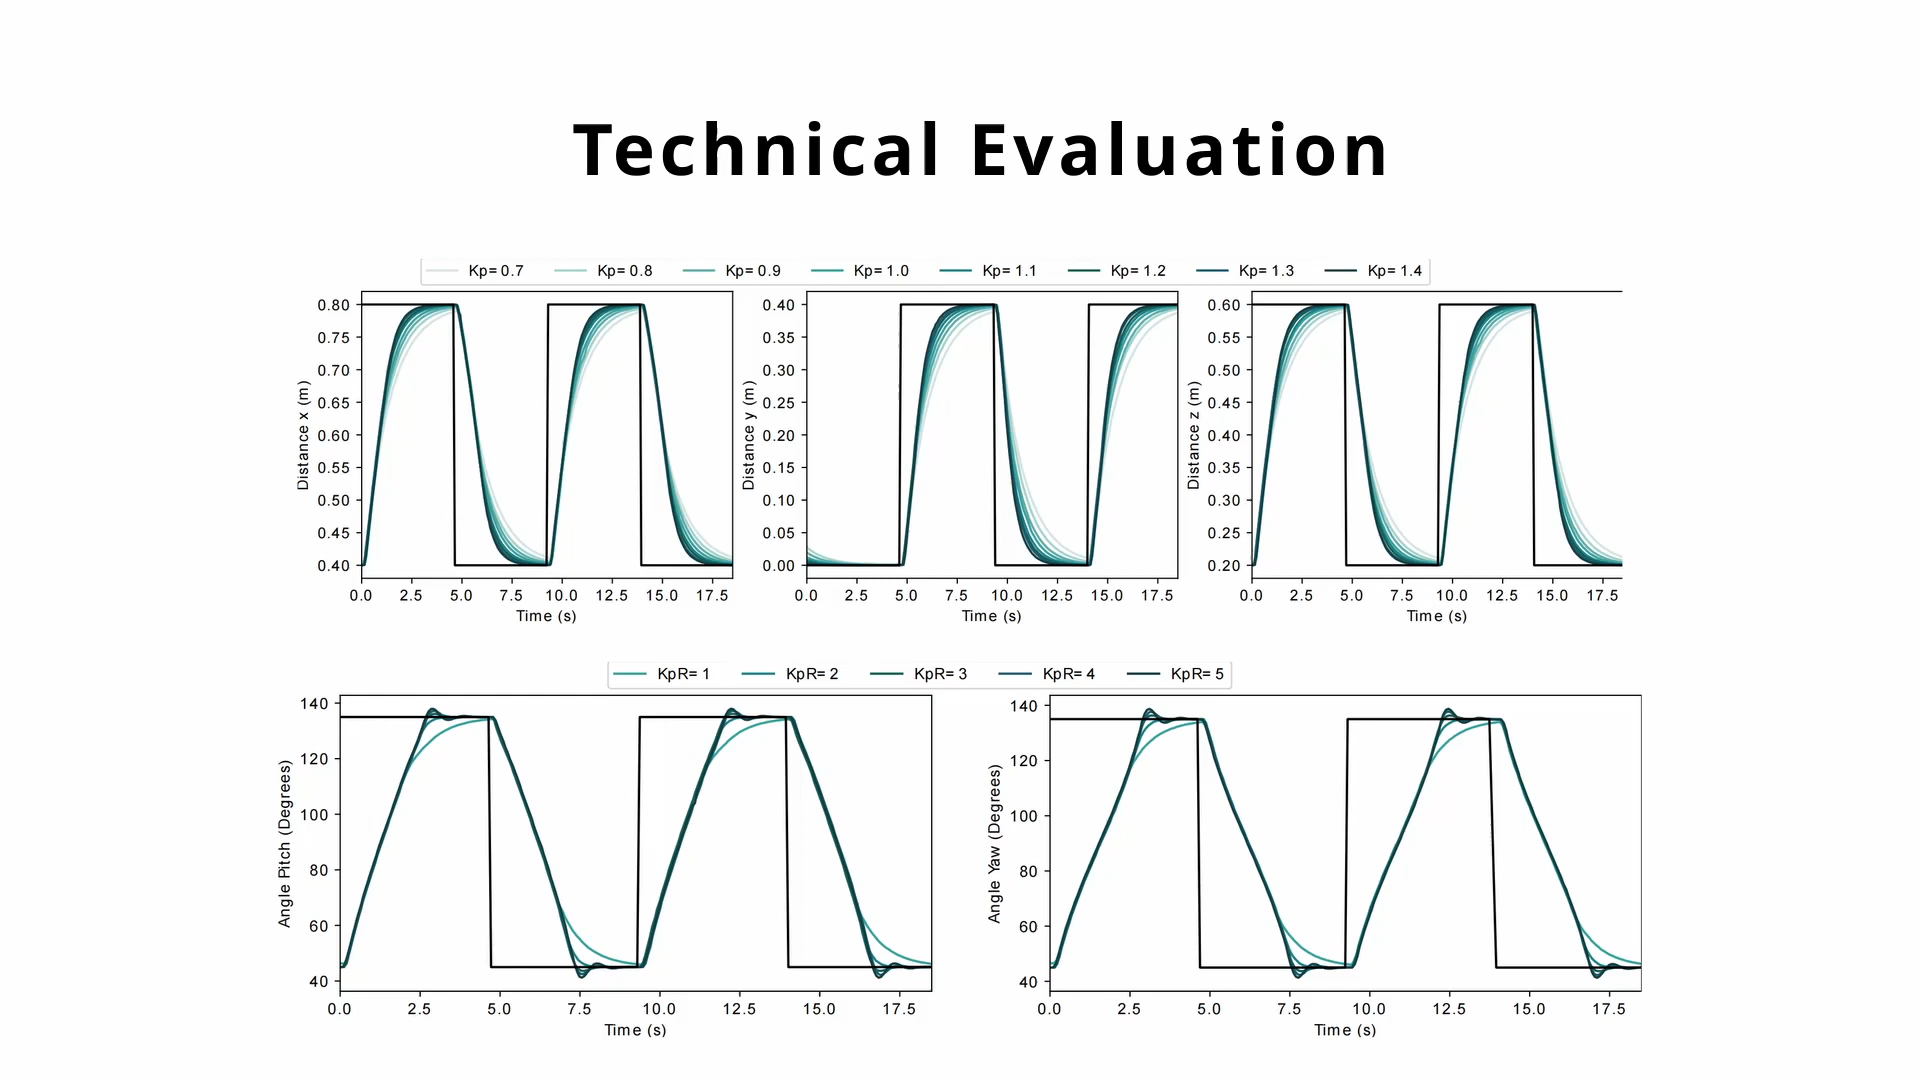 Technical Evaluation
Kp= 0.7 Kp= 0.8 Kp= 0.9 Kp= 1.0 Kp= 1.1 Kp= 1.2 Kp= 1.3 Kp= 1.4
Distance x (m)
0.80
0.75
0.70
0.65
0.60
0.55
0.50
0.45
0.40
0.0 2.5 5.0 7.5 10.0 12.5 15.0 17.5
Time (s)
Distance y (m)
0.40
0.35
0.30
0.25
0.20
0.15
0.10
0.05
0.00
0.0 2.5 5.0 7.5 10.0 12.5 15.0 17.5
Time (s)
Distance z (m)
0.60
0.55
0.50
0.45
0.40
0.35
0.30
0.25
0.20
0.0 2.5 5.0 7.5 10.0 12.5 15.0 17.5
Time (s)
KpR= 1 KpR= 2 KpR= 3 KpR= 4 KpR= 5
Angle Pitch (Degrees)
140
120
100
80
60
40
0.0 2.5 5.0 7.5 10.0 12.5 15.0 17.5
Time (s)
Angle Yaw (Degrees)
140
120
100
80
60
40
0.0 2.5 5.0 7.5 10.0 12.5 15.0 17.5
Time (s)